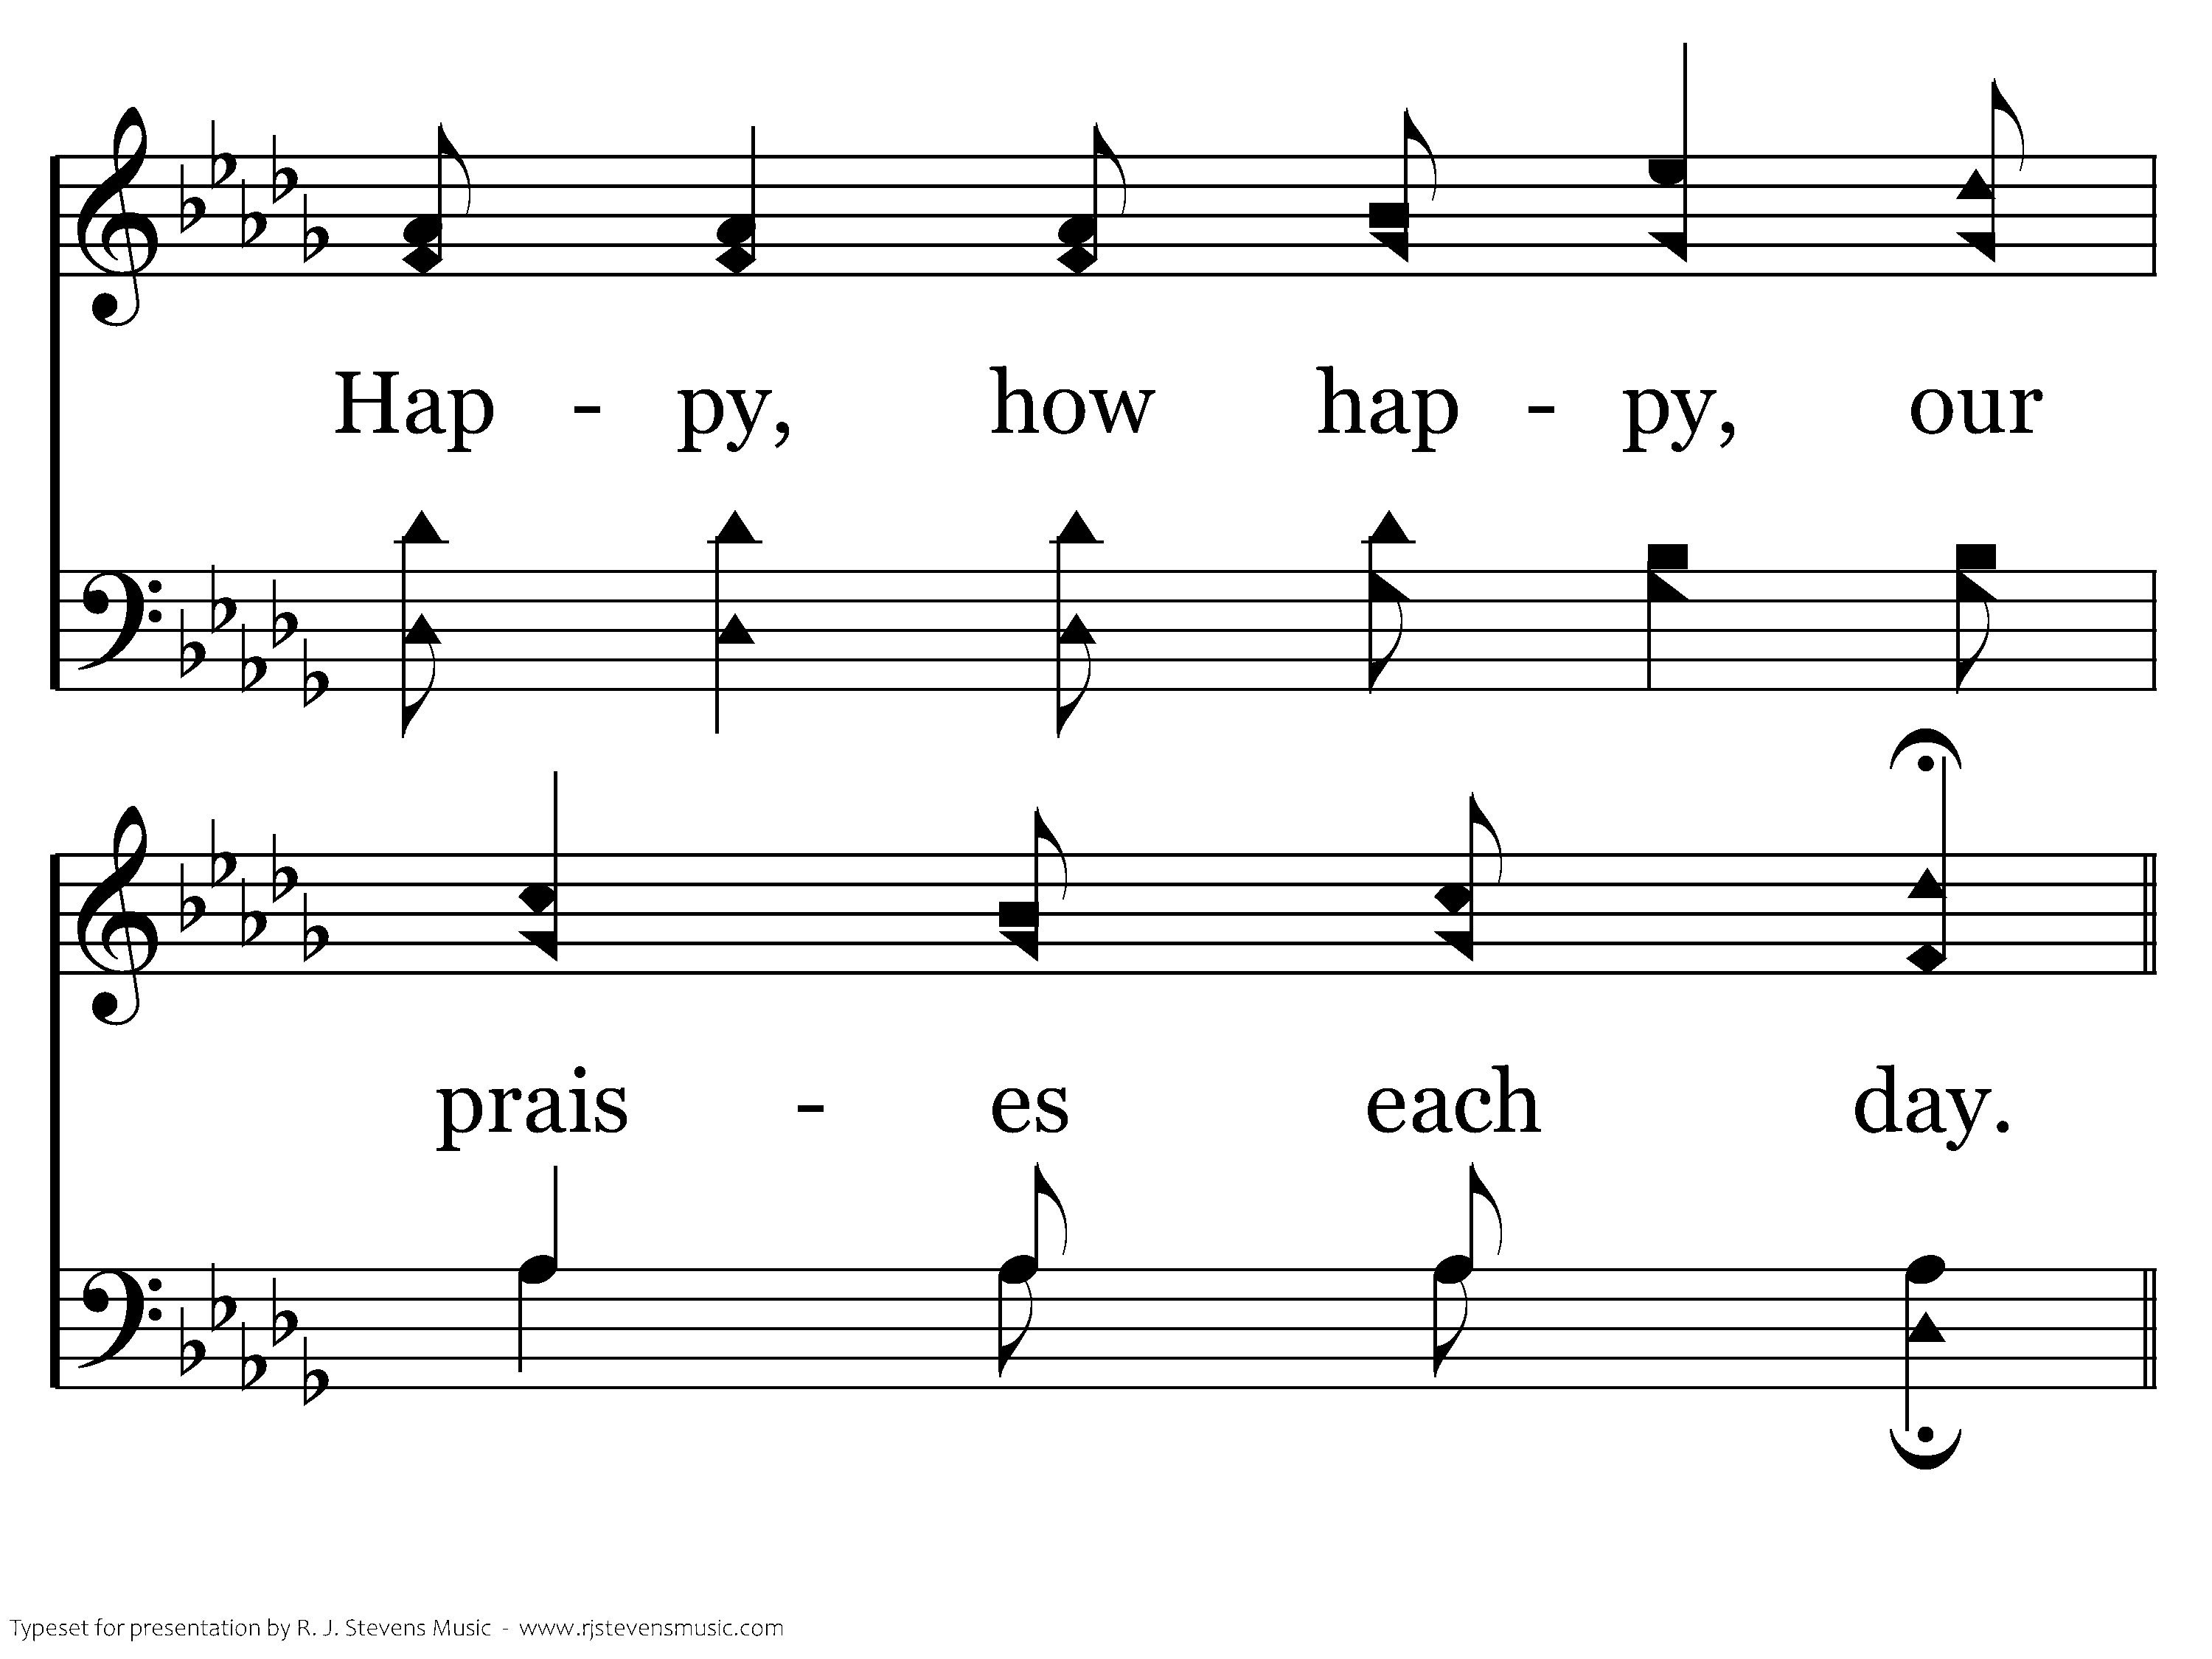 Hap - py, how hap - py, our
prais - es each day.
Typeset for presentation by R. J. Stevens Music - www.rjstevensmusic.com